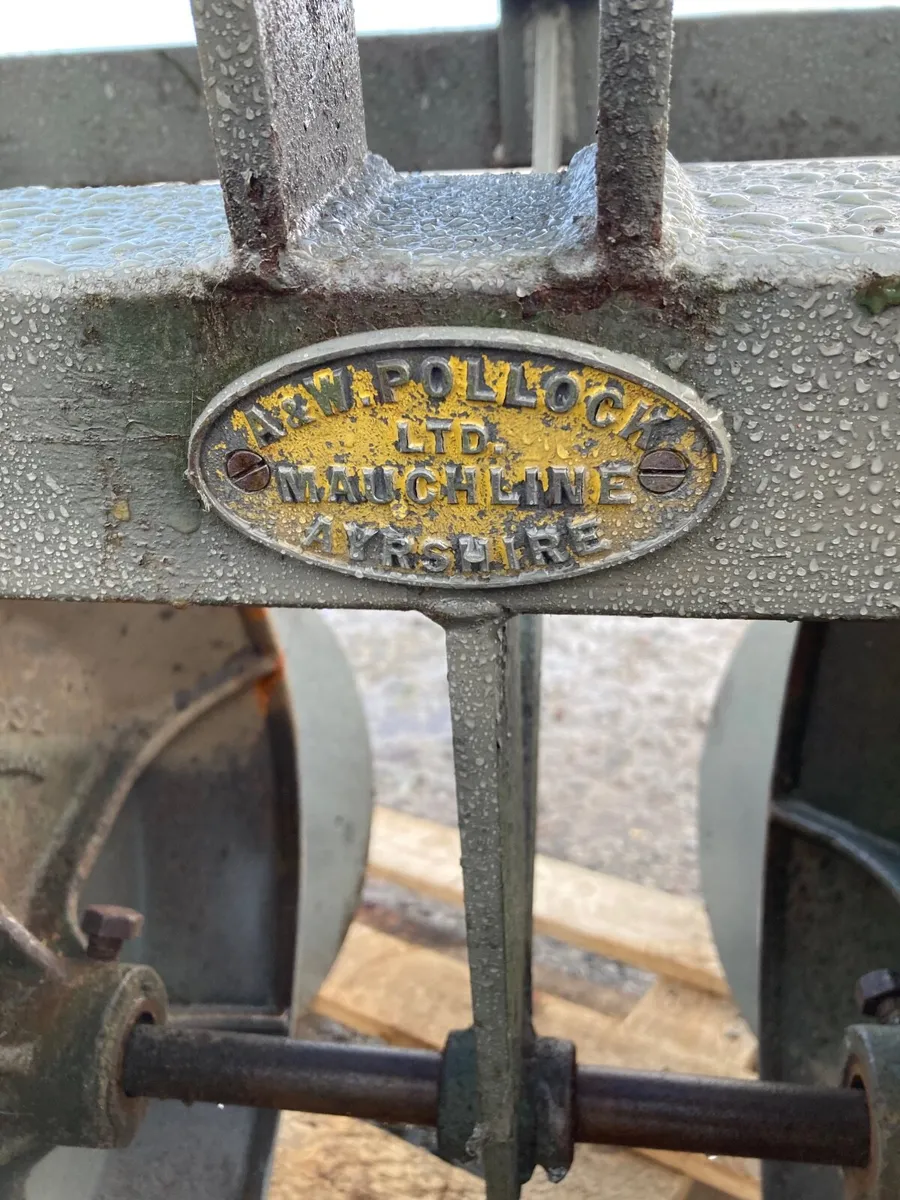 A & W. POLLOCK
LTD.
MAUCHLINE
AYRSHIRE